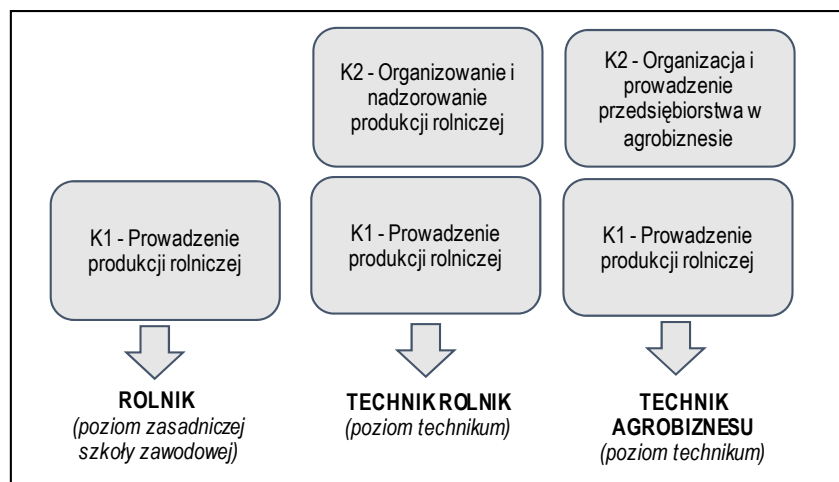 K2 - Organizowanie i
nadzorowanie
produkcji rolniczej
K2 - Organizacja i
prowadzenie
przedsiębiorstwa w
agrobiznesie
K1 - Prowadzenie
produkcji rolniczej
K1 - Prowadzenie
produkcji rolniczej
K1 - Prowadzenie
produkcji rolniczej
ROLNIK
(poziom zasadniczej
szkoły zawodowej)
TECHNIK ROLNIK
(poziom technikum)
TECHNIK
AGROBIZNESU
(poziom technikum)